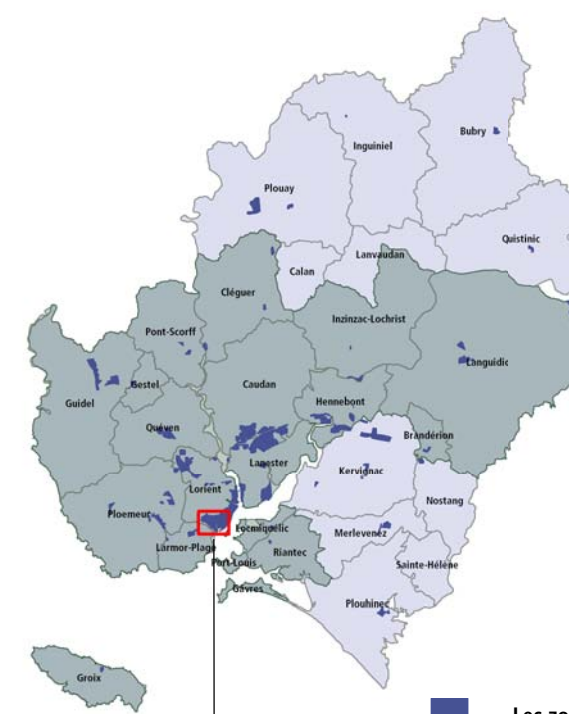 Bubry
Inguiniel
Plouay
Quistinic
Lanvaudan
Calan
Cléguer
Inzinzac-Lochrist
Pont-Scorff
Languidic
Guidel
Gestel
Caudan
Hennebont
Quéven
Brandérion
Lanester
Kervignac
Lorient
Nostang
Ploemeur
Locmiquélic
Merlevenez
Larmor-Plage
Riantec
Port-Louis
Sainte-Hélène
Gâvres
Plouhinec
Groix